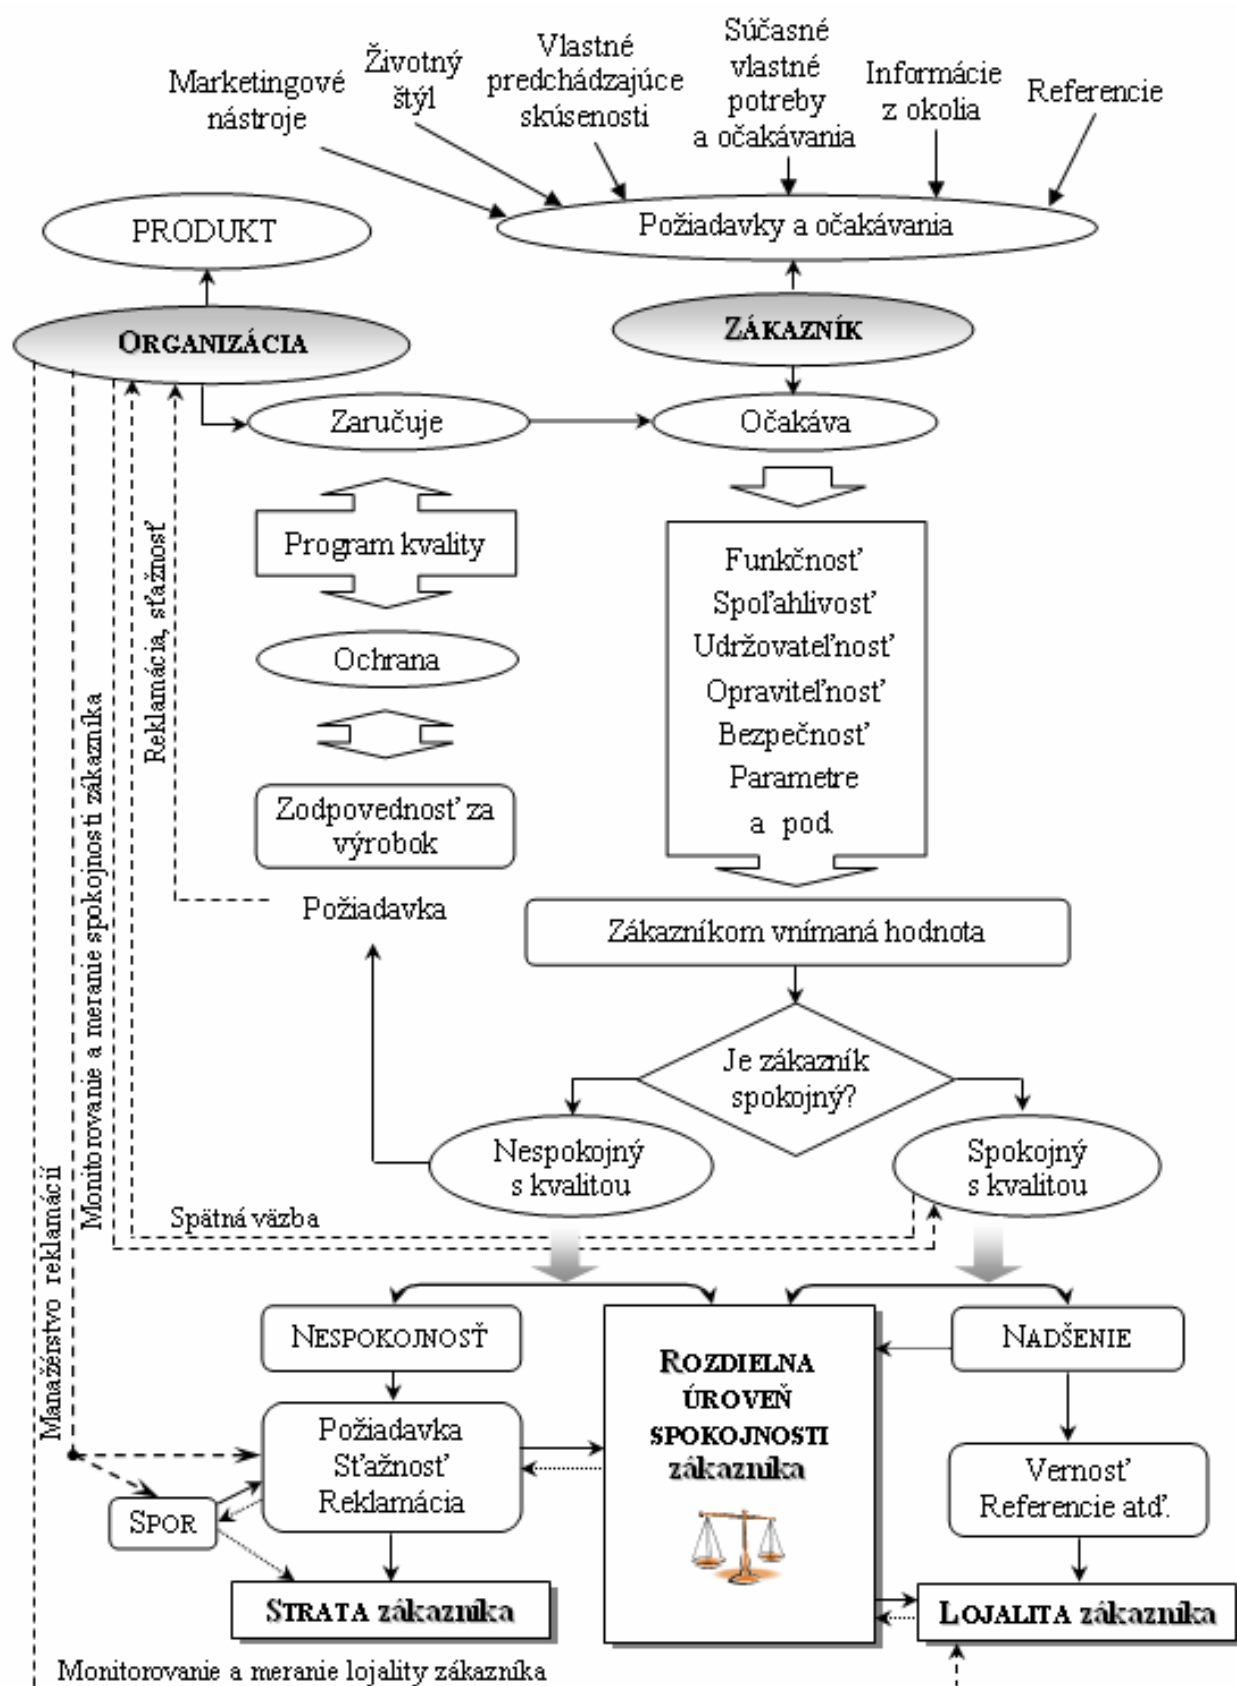 Marketingové
nástroje
Životný
štýl
Vlastné
predchádzajúce
skúsenosti
Súčasné
vlastné
potreby
a očakávania
Informácie
z okolia
Referencie
PRODUKT
Požiadavky a očakávania
ORGANIZÁCIA
ZÁKAZNÍK
Zaručuje
Očakáva
Program kvality
Ochrana
Zodpovednosť za
výrobok
Požiadavka
Funkčnosť
Spoľahlivosť
Udržovateľnosť
Opraviteľnosť
Bezpečnosť
Parametre
a pod.
Reklamácia, sťažnosť
Monitorovanie a meranie spokojnosti zákazníka
Manažérstvo reklamácií
Zákazníkom vnímaná hodnota
Je zákazník
spokojný?
Nespokojný
s kvalitou
Spokojný
s kvalitou
Spätná väzba
NESPOKOJNOSŤ
ROZDIELNA
ÚROVEŇ
SPOKOJNOSTI
zákazníka
NADŠENIE
Požiadavka
Sťažnosť
Reklamácia
Vernosť
Referencie atď.
SPOR
STRATA zákazníka
LOJALITA zákazníka
Monitorovanie a meranie lojality zákazníka